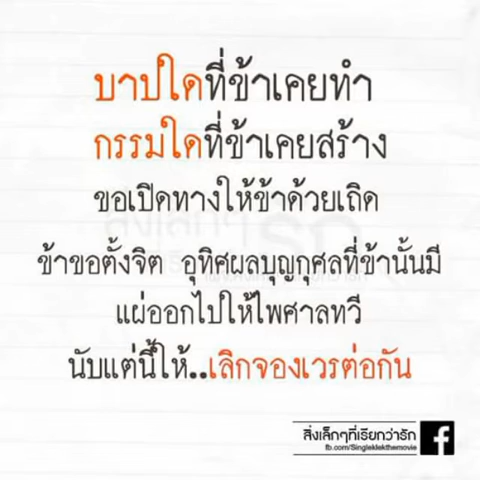 บาปใดที่ข้าเคยทำ
กรรมใดที่ข้าเคยสร้าง
ขอเปิดทางให้ข้าด้วยเถิด
ข้าขอตั้งจิต อุทิศผลบุญกุศลที่ข้านั้นมี
แผ่ออกไปให้ไพศาลทวี
นับแต่นี้ให้..เลิกจองเวรต่อกัน
สิ่งเล็กๆที่เรียกว่ารัก
fb.com/Singleklekthemovie